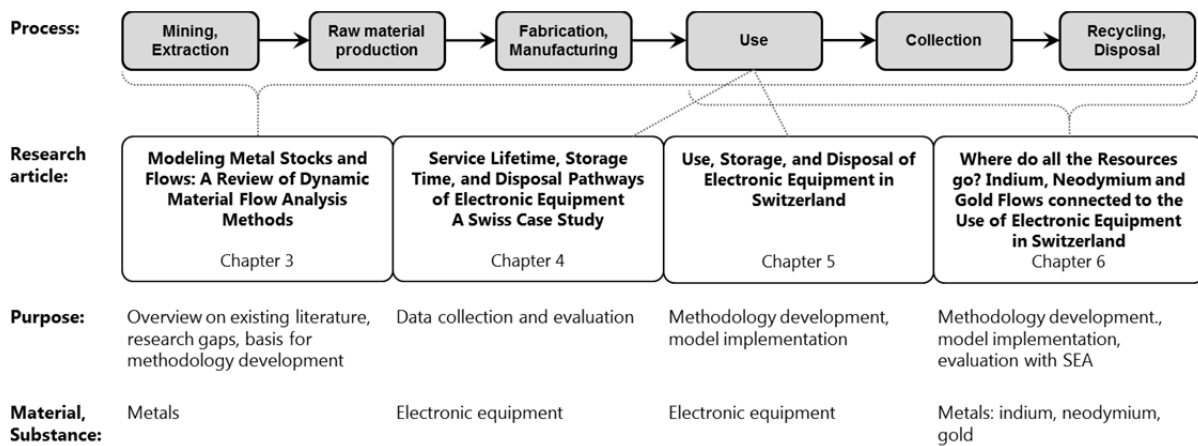 Process:
Mining,
Extraction
Raw material
production
Fabrication,
Manufacturing
Use
Collection
Recycling,
Disposal
Research
article:
Modeling Metal Stocks and
Flows: A Review of Dynamic
Material Flow Analysis
Methods
Chapter 3
Service Lifetime, Storage
Time, and Disposal Pathways
of Electronic Equipment
A Swiss Case Study
Chapter 4
Use, Storage, and Disposal of
Electronic Equipment in
Switzerland
Chapter 5
Where do all the Resources
go? Indium, Neodymium and
Gold Flows connected to the
Use of Electronic Equipment
in Switzerland
Chapter 6
Purpose:
Overview on existing literature,
research gaps, basis for
methodology development
Data collection and evaluation
Methodology development,
model implementation
Methodology development.,
model implementation,
evaluation with SEA
Material,
Substance:
Metals
Electronic equipment
Electronic equipment
Metals: indium, neodymium,
gold